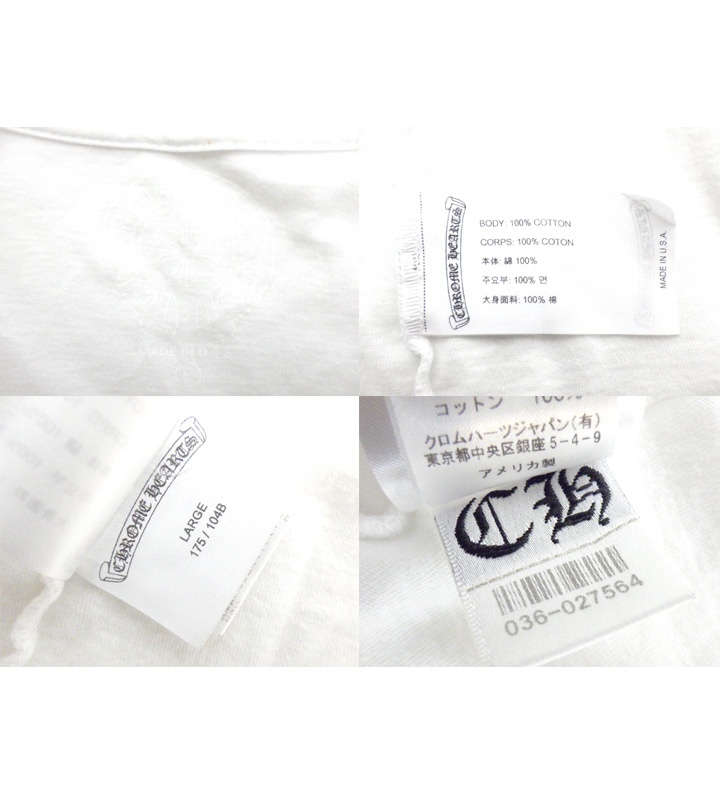 CHROME HEARTS
BODY: 100% COTTON
CORPS: 100% COTON
本体: 綿 100%
주요부: 100% 면
大身面料: 100% 棉
MADE IN U.S.A.
CHROME HEARTS
LARGE
175 / 104B
コットン 100%
クロムハーツジャパン(有)
東京都中央区銀座5-4-9
アメリカ製
CH
036-027564